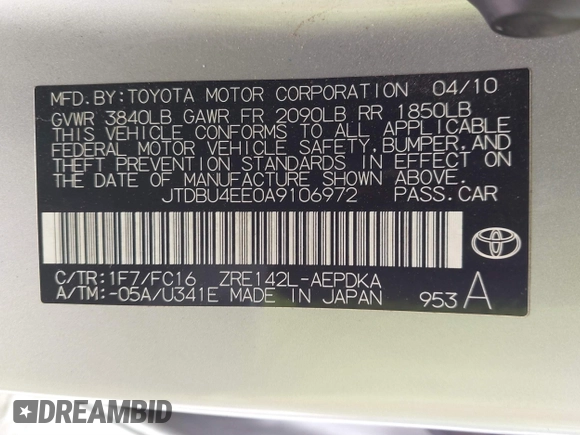 MFD. BY: TOYOTA MOTOR CORPORATION 04/10
GVWR 3840LB GAWR FR 2090LB RR 1850LB
THIS VEHICLE CONFORMS TO ALL APPLICABLE
FEDERAL MOTOR VEHICLE SAFETY, BUMPER, AND
THEFT PREVENTION STANDARDS IN EFFECT ON
THE DATE OF MANUFACTURE SHOWN ABOVE.
JTDBU4EE0A9106972 PASS. CAR
C/TR: 1F7/FC16 ZRE142L-AEPDKA
A/TM: -05A/U341E MADE IN JAPAN 953 A
DREAMBID